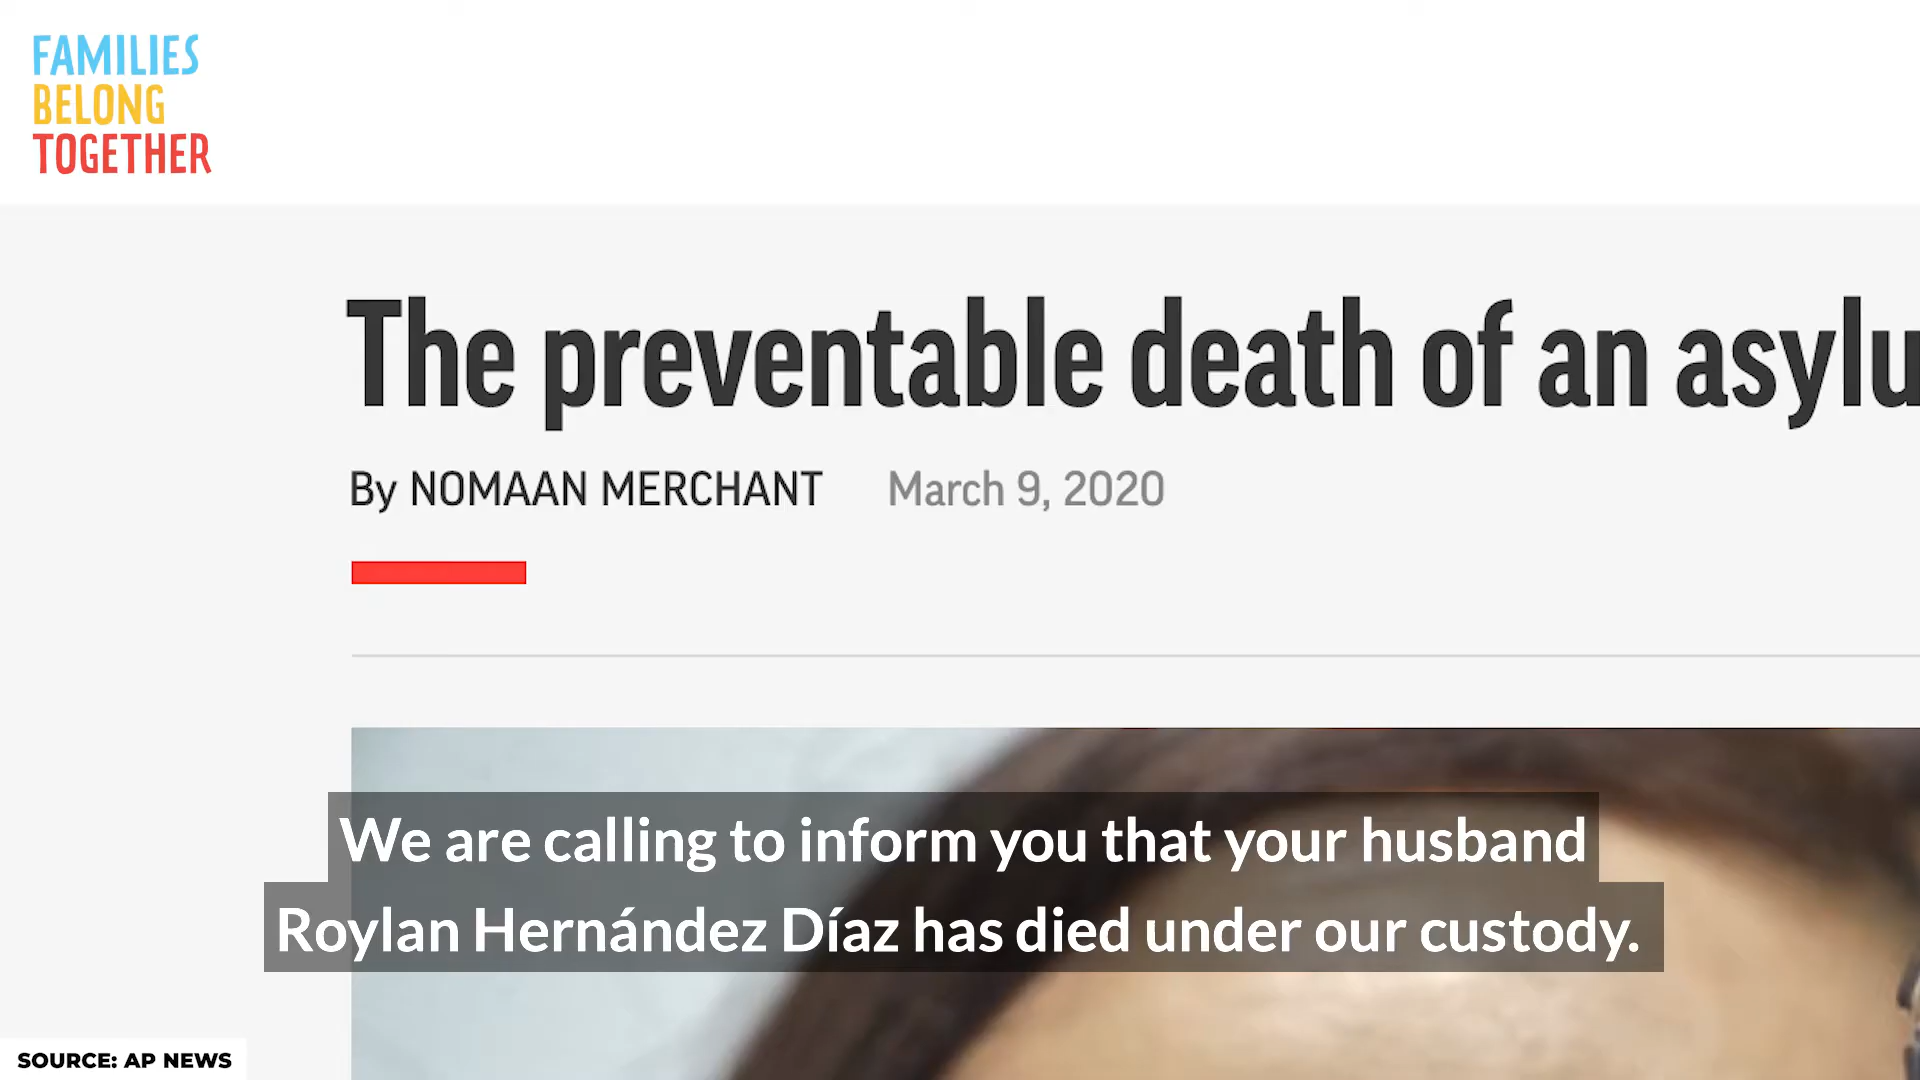 FAMILIES
BELONG
TOGETHER
The preventable death of an asylu
By NOMAAN MERCHANT March 9, 2020
We are calling to inform you that your husband
Roylan Hernández Díaz has died under our custody.
SOURCE: AP NEWS